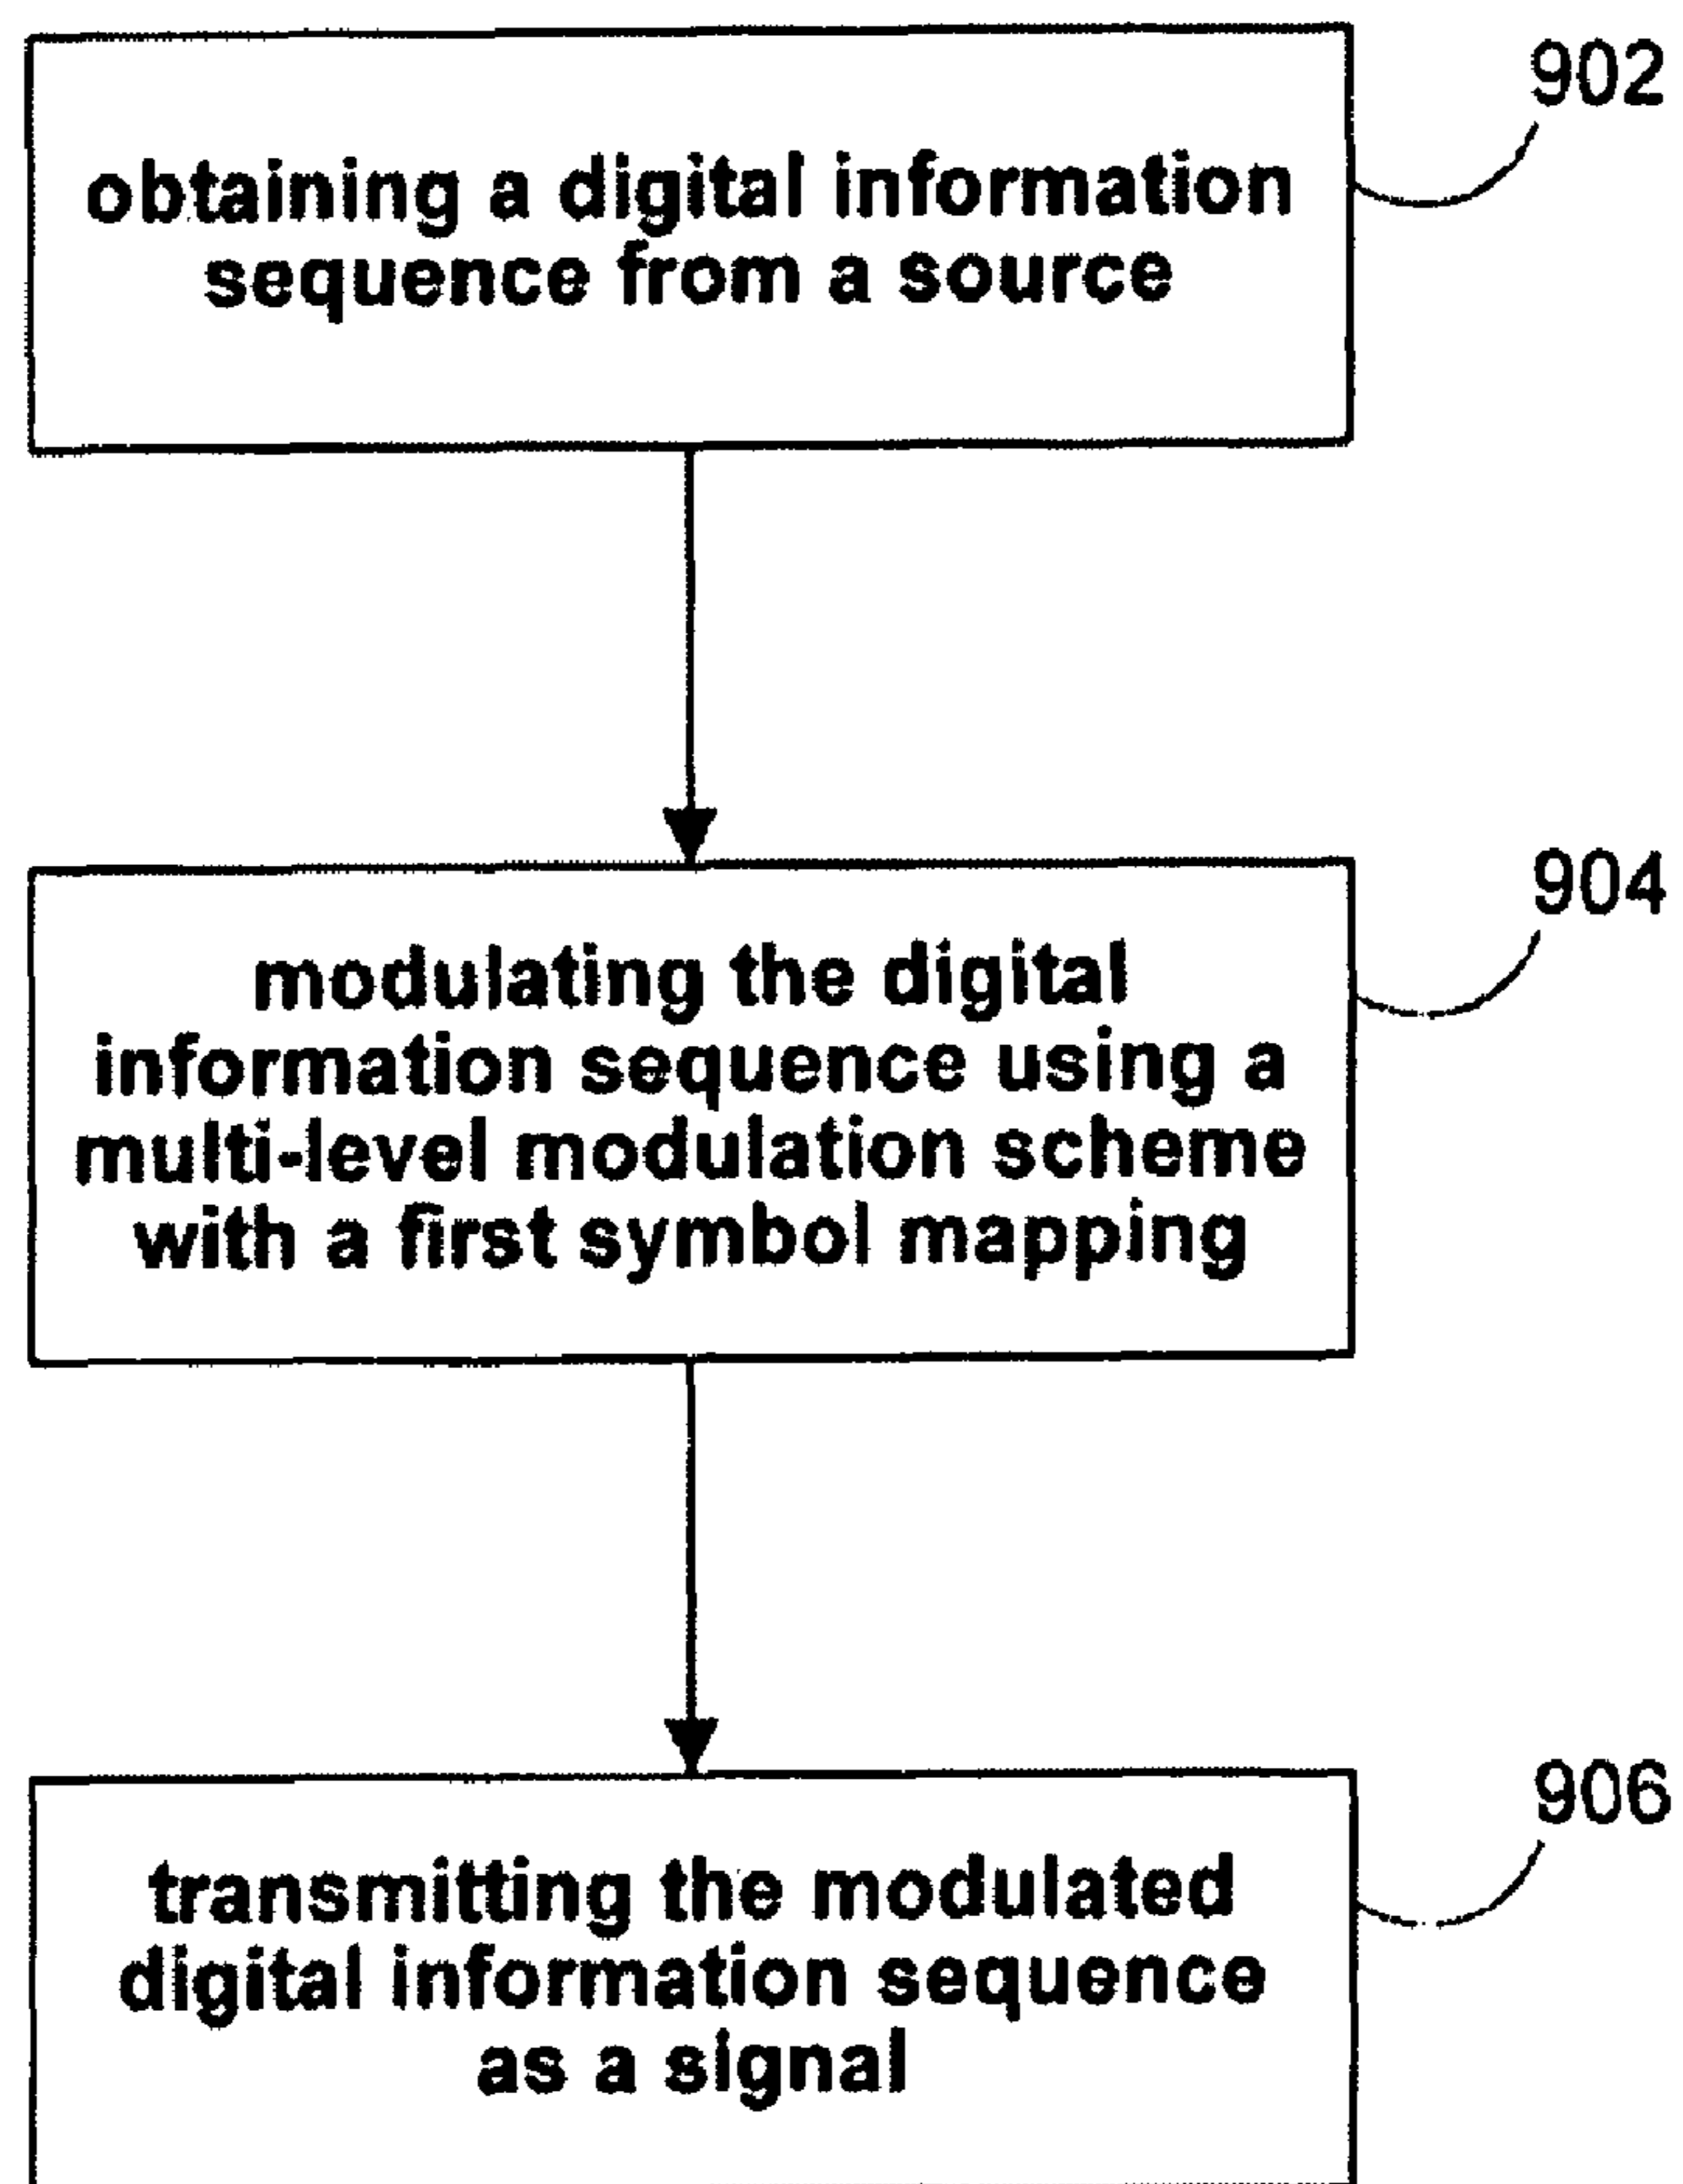 902
obtaining a digital information
sequence from a source
904
modulating the digital
information sequence using a
multi-level modulation scheme
with a first symbol mapping
906
transmitting the modulated
digital information sequence
as a signal